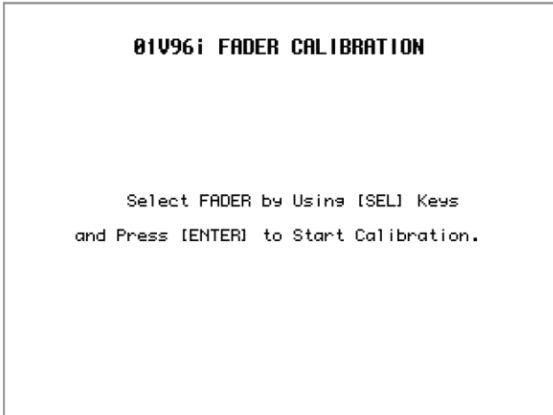 01V96i FADER CALIBRATION
Select FADER by Using [SEL] Keys
and Press [ENTER] to Start Calibration.